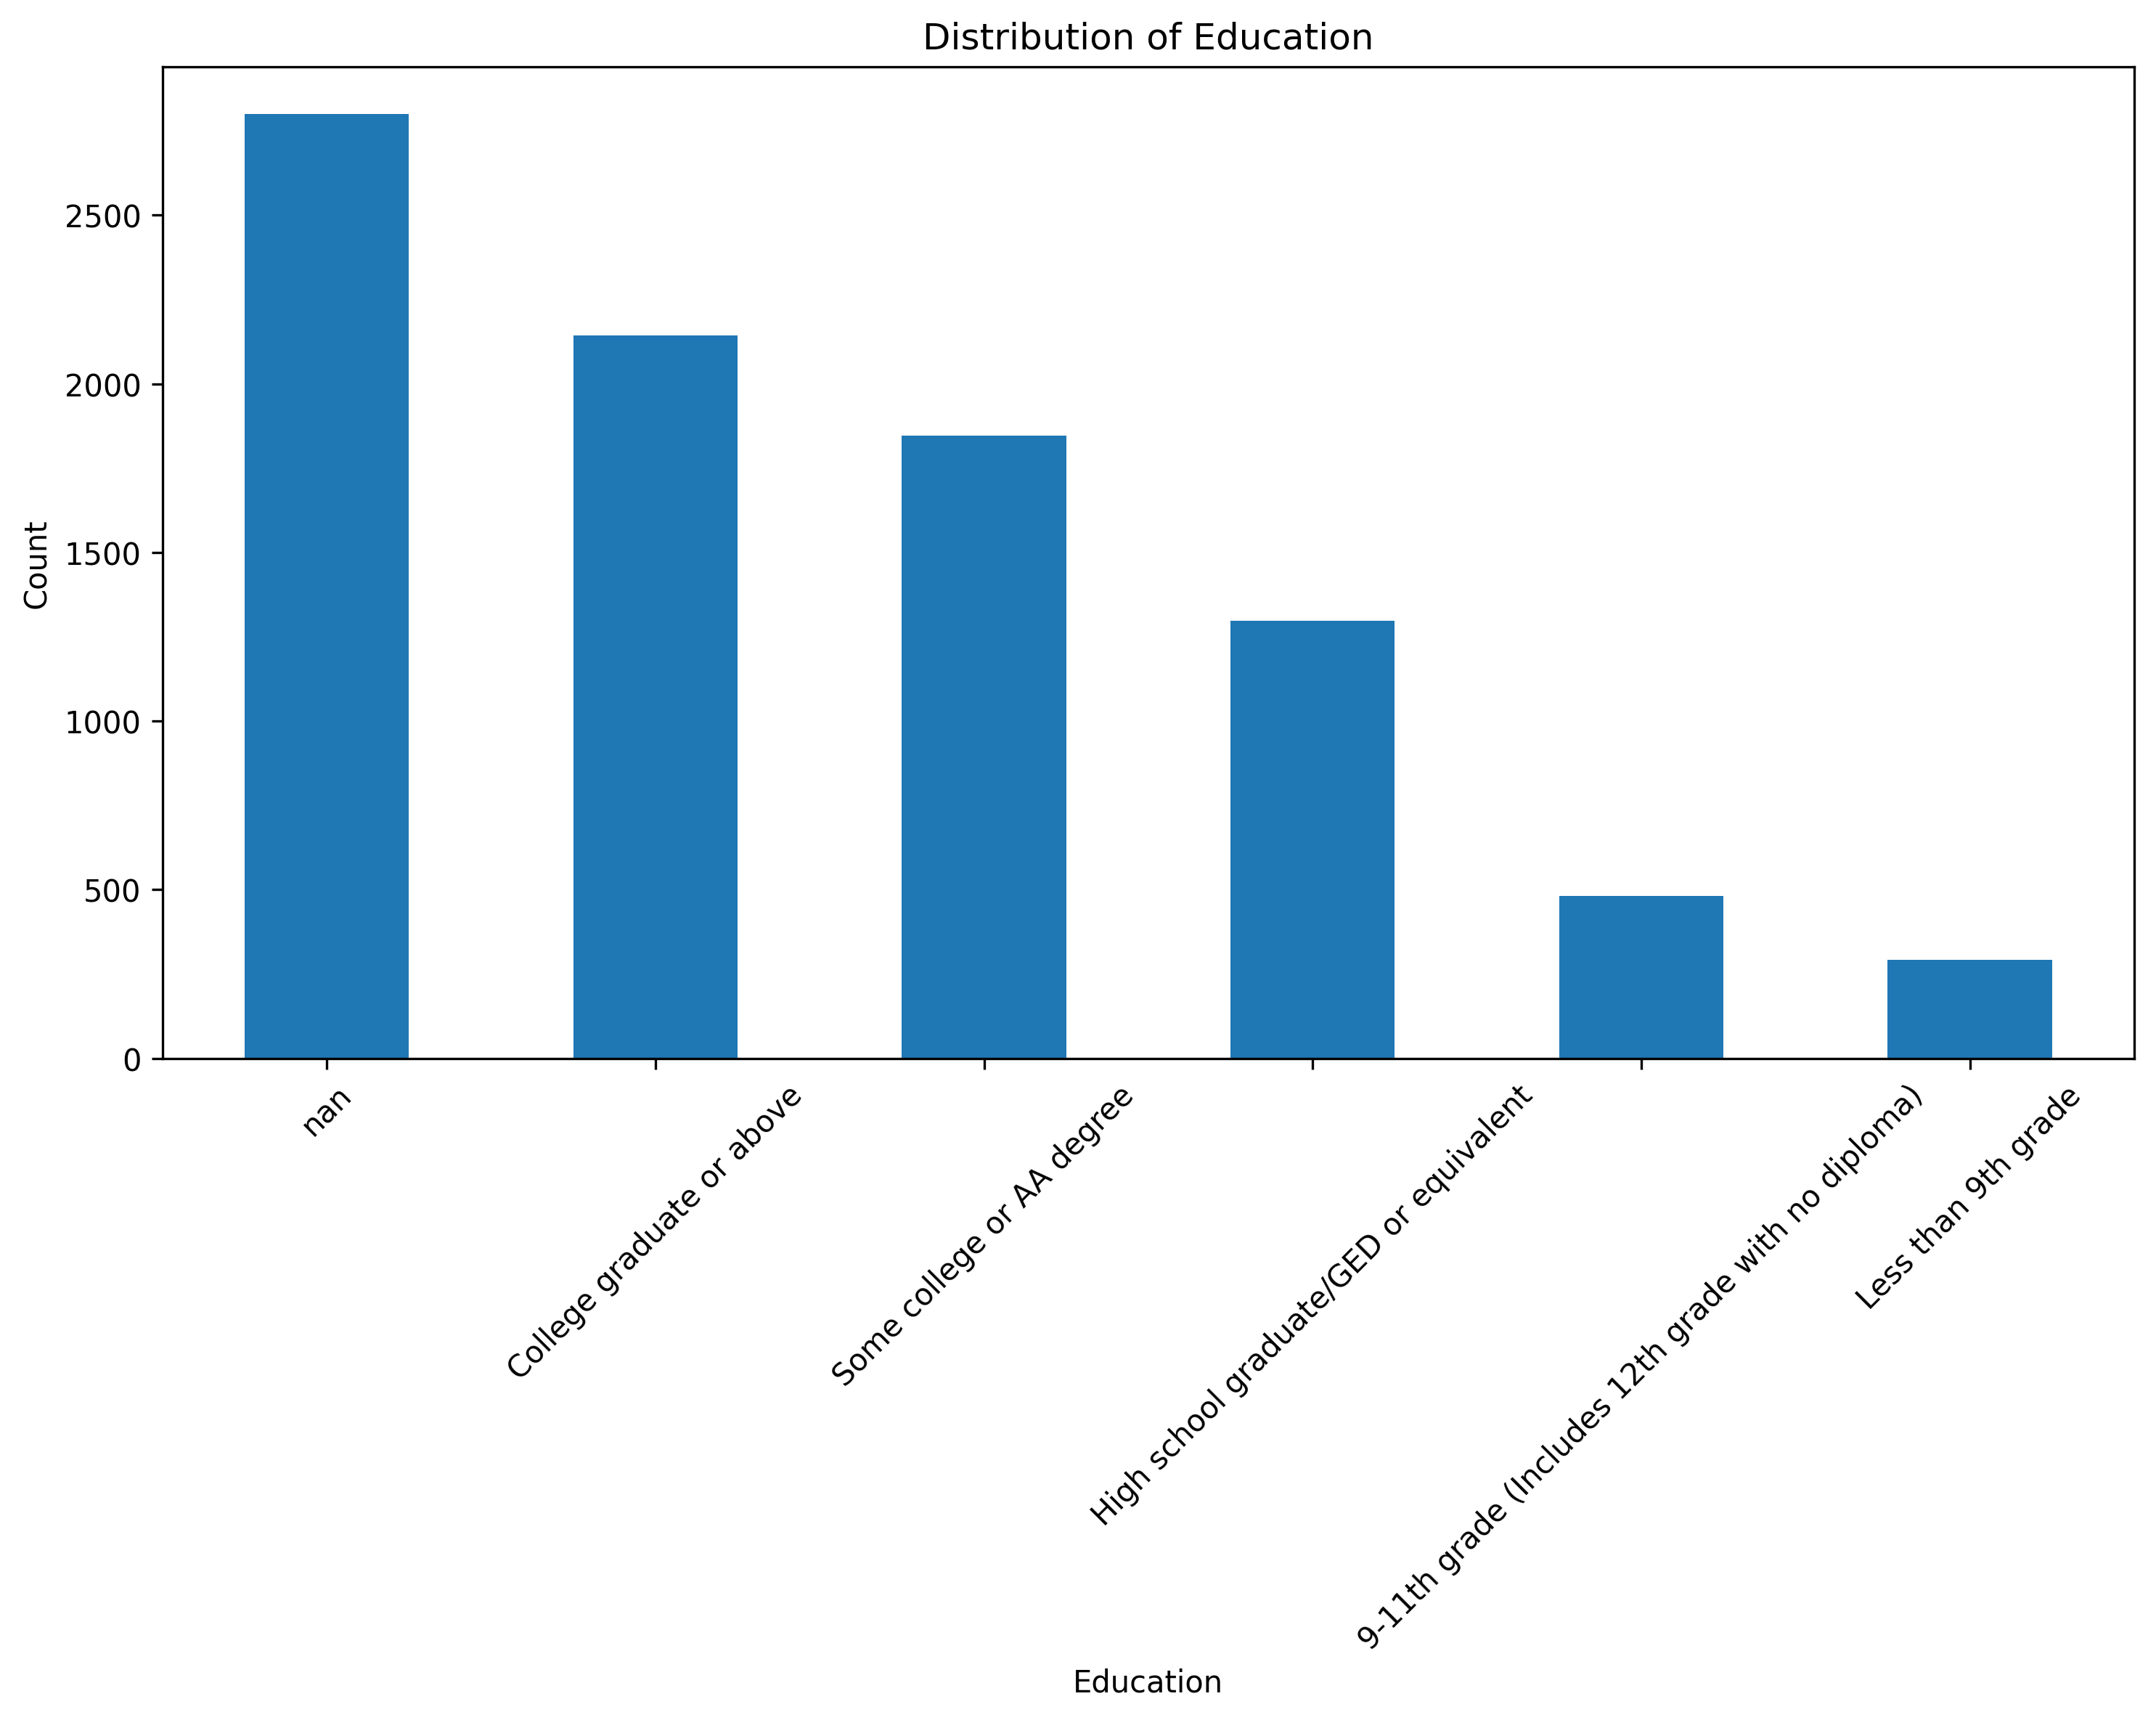 Distribution of Education
Count
2500
2000
1500
1000
500
0
nan
College graduate or above
Some college or AA degree
High school graduate/GED or equivalent
9-11th grade (Includes 12th grade with no diploma)
Less than 9th grade
Education